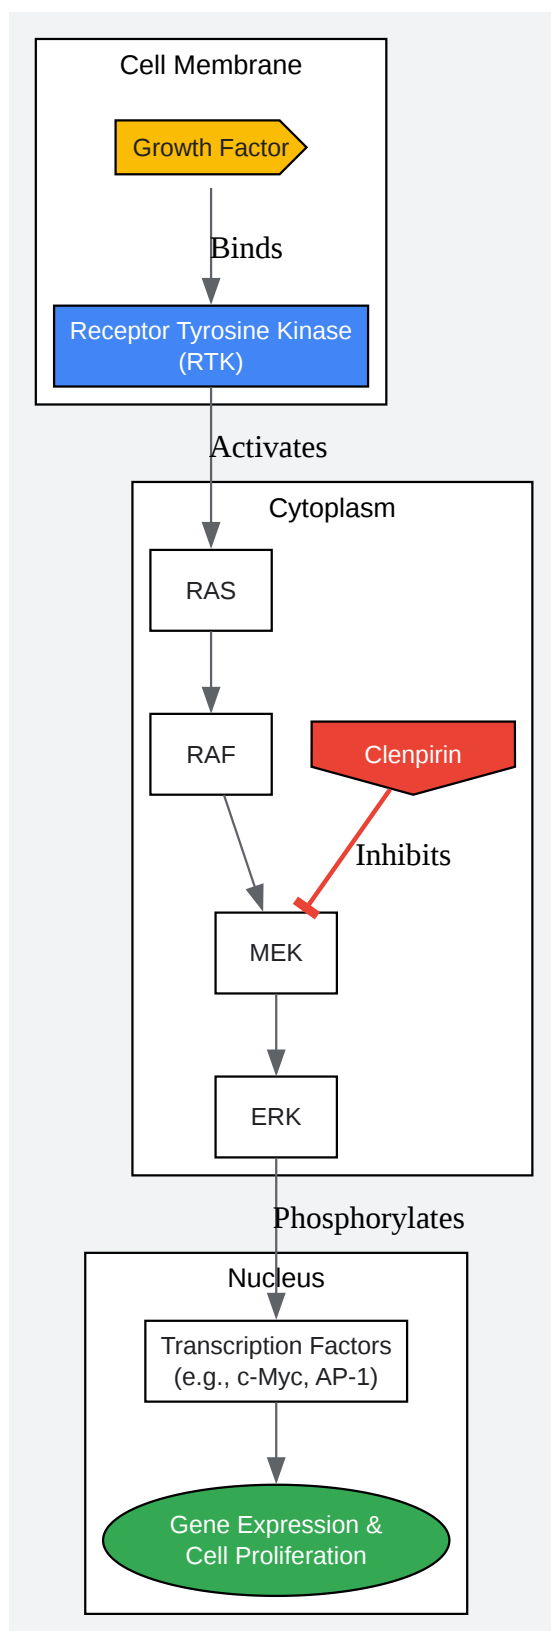 Cell Membrane
Growth Factor
Binds
Receptor Tyrosine Kinase
(RTK)
Activates
Cytoplasm
RAS
RAF
Clenpirin
Inhibits
MEK
ERK
Phosphorylates
Nucleus
Transcription Factors
(e.g., c-Myc, AP-1)
Gene Expression &
Cell Proliferation